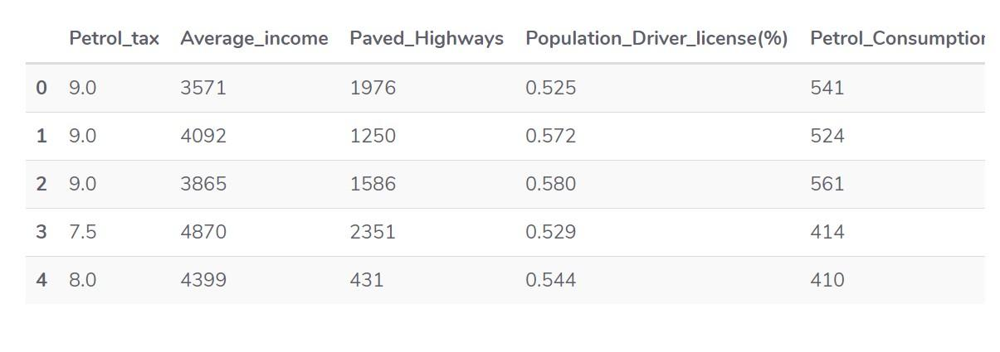 Petrol_tax Average_income Paved_Highways Population_Driver_license(%) Petrol_Consumption
0 9.0 3571 1976 0.525 541
1 9.0 4092 1250 0.572 524
2 9.0 3865 1586 0.580 561
3 7.5 4870 2351 0.529 414
4 8.0 4399 431 0.544 410